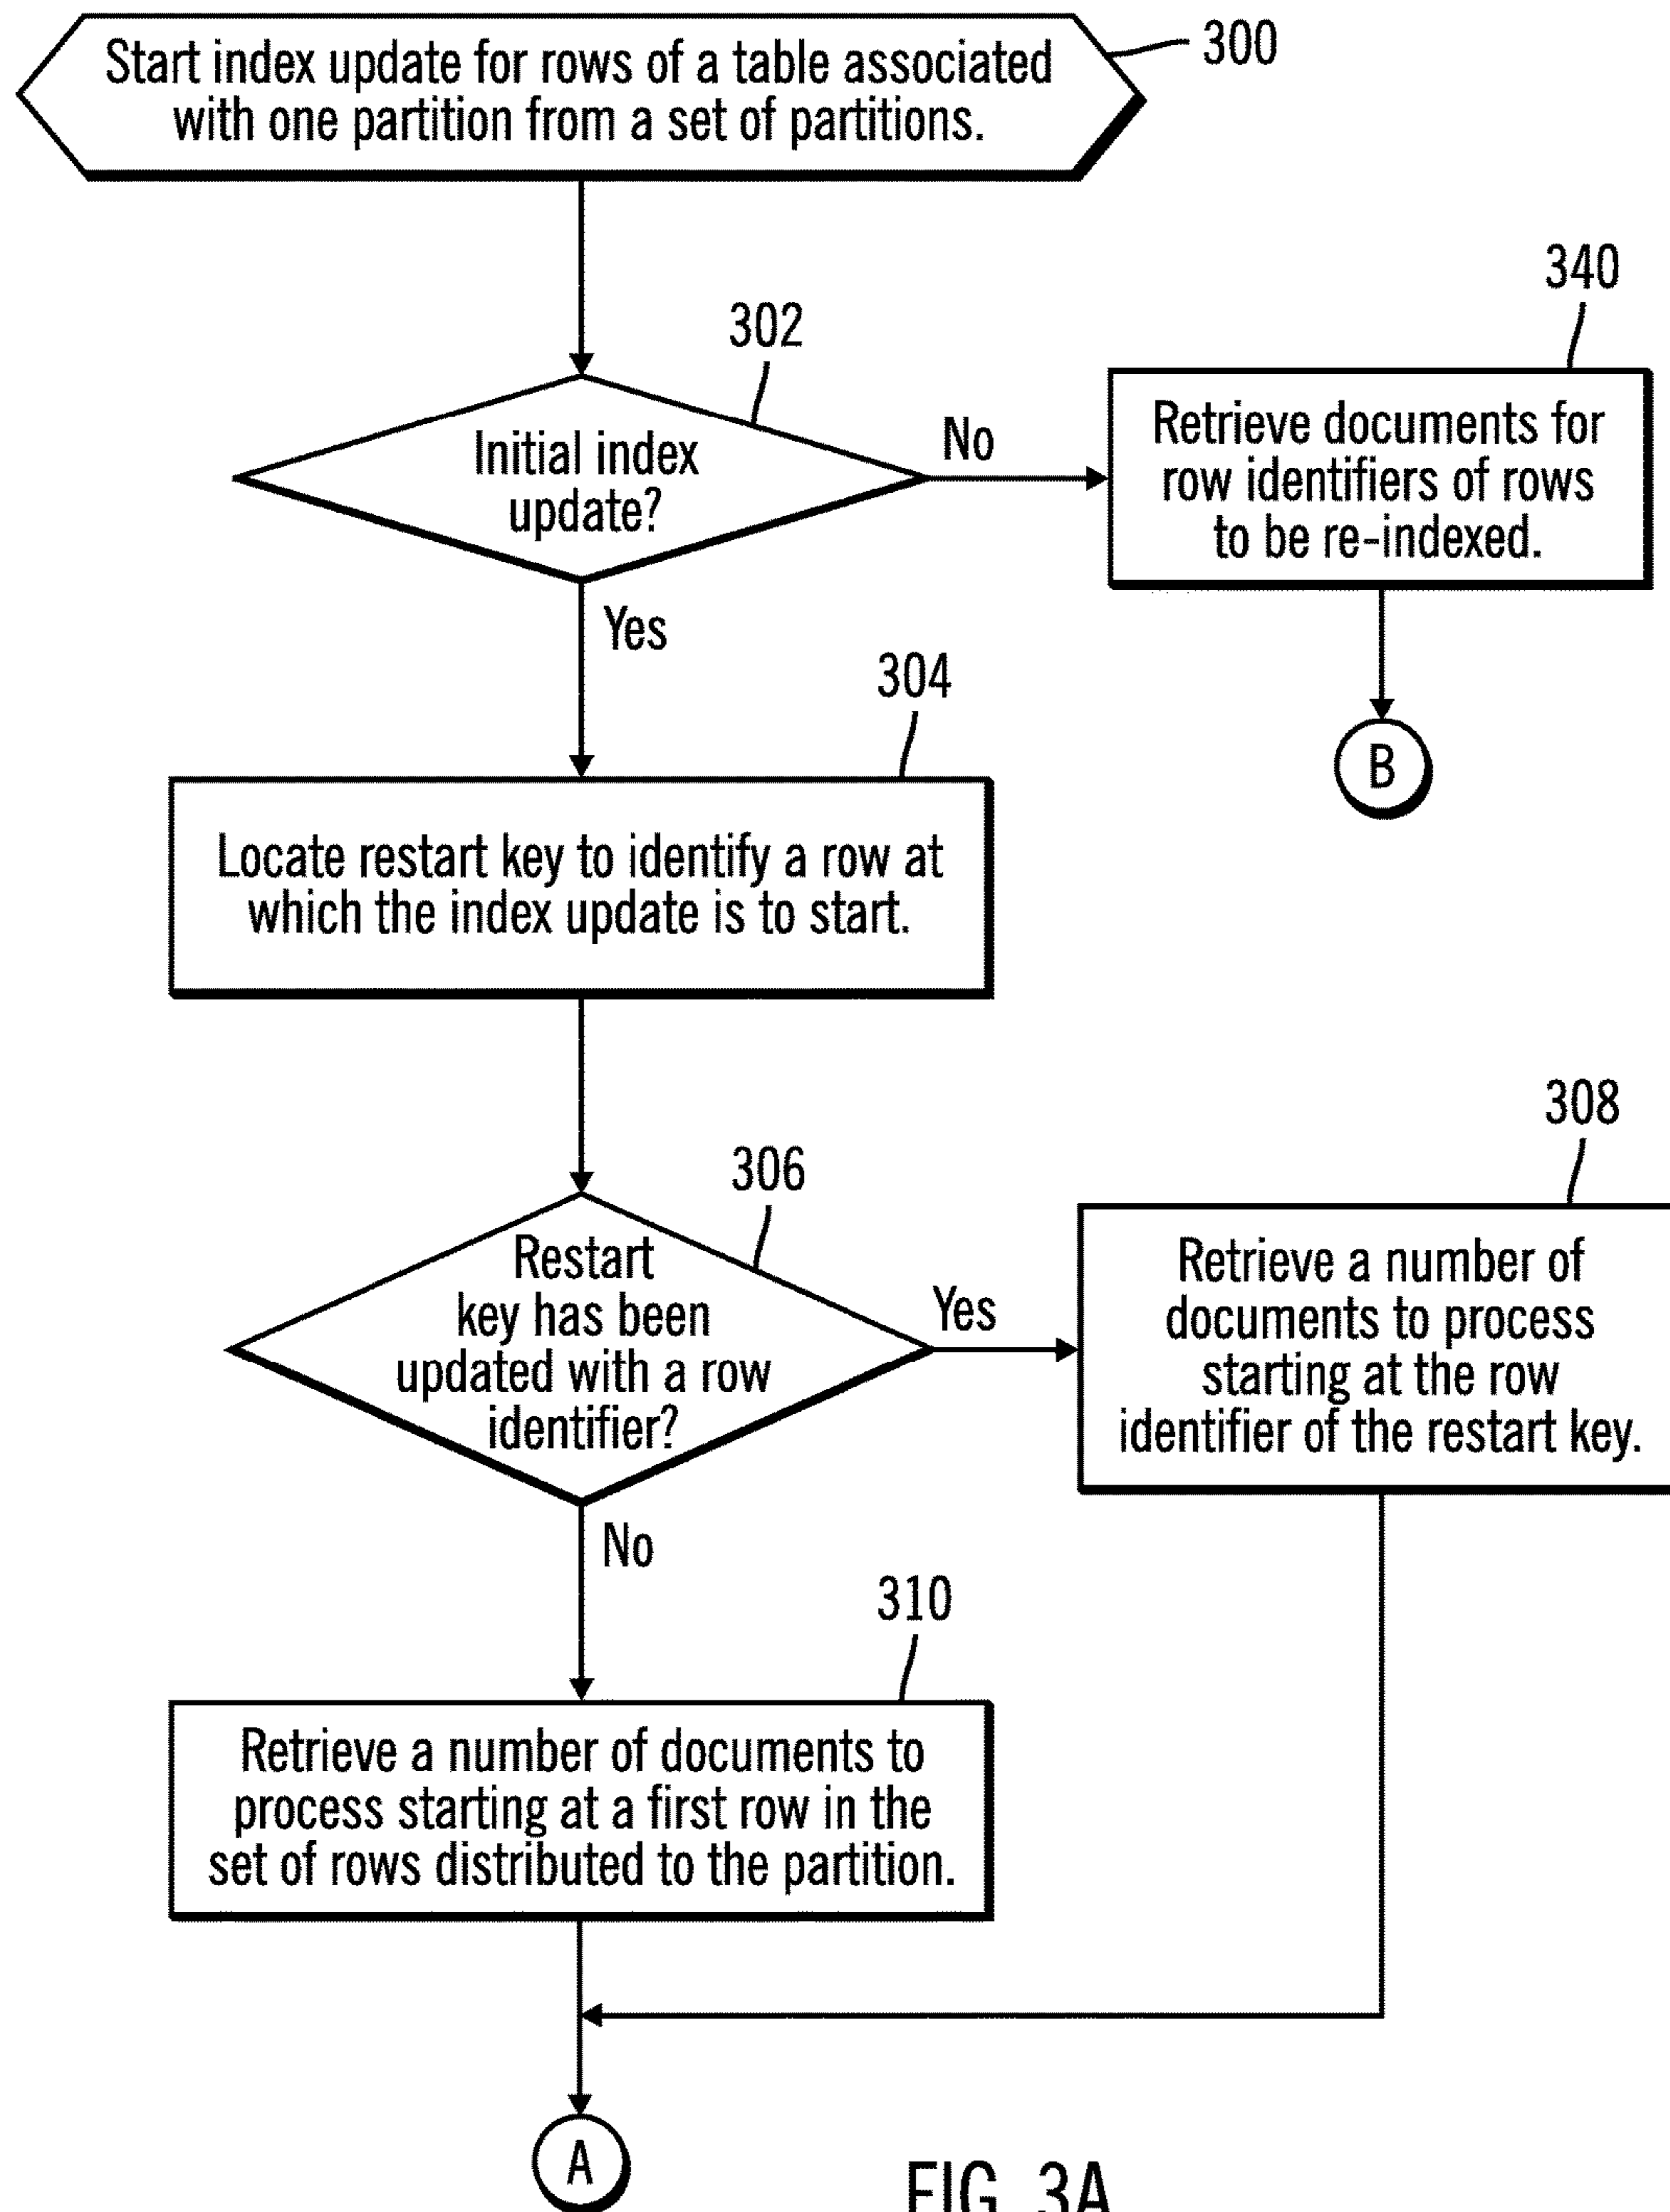 Start index update for rows of a table associated
with one partition from a set of partitions.
300
302
Initial index
update?
No
Yes
340
Retrieve documents for
row identifiers of rows
to be re-indexed.
B
304
Locate restart key to identify a row at
which the index update is to start.
306
Restart
key has been
updated with a row
identifier?
Yes
No
308
Retrieve a number of
documents to process
starting at the row
identifier of the restart key.
310
Retrieve a number of documents to
process starting at a first row in the
set of rows distributed to the partition.
A
FIG. 3A